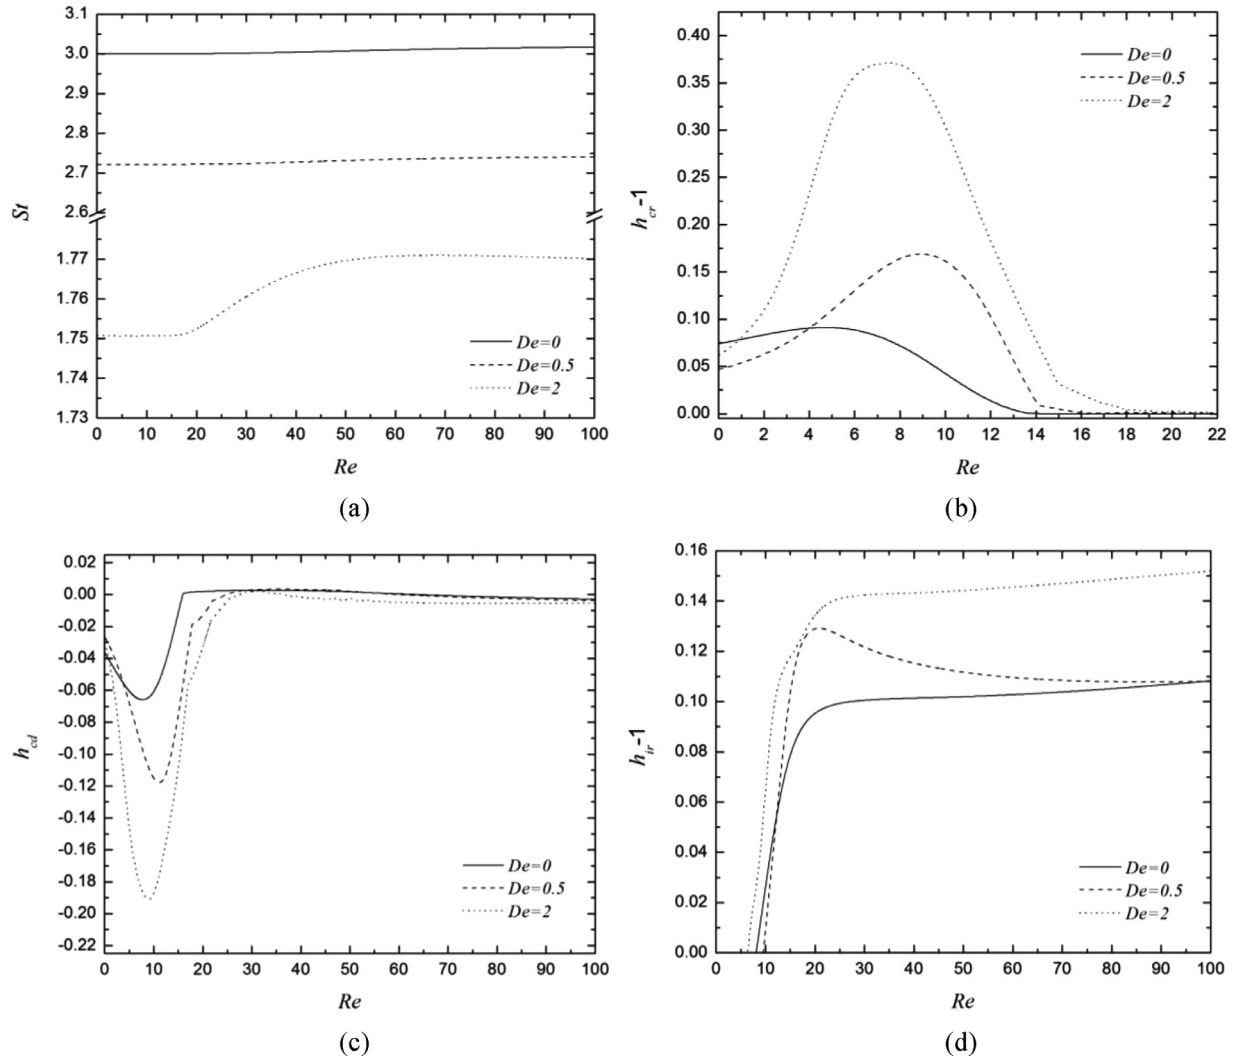 3.1
3.0
2.9
2.8
2.7
2.6
1.77
1.76
1.75
1.74
1.73
St
De=0
De=0.5
De=2
0 10 20 30 40 50 60 70 80 90 100
Re
(a)
0.40
0.35
0.30
0.25
0.20
0.15
0.10
0.05
0.00
h_cr-1
De=0
De=0.5
De=2
0 2 4 6 8 10 12 14 16 18 20 22
Re
(b)
0.02
0.00
-0.02
-0.04
-0.06
-0.08
-0.10
-0.12
-0.14
-0.16
-0.18
-0.20
-0.22
h_cd
De=0
De=0.5
De=2
0 10 20 30 40 50 60 70 80 90 100
Re
(c)
0.16
0.14
0.12
0.10
0.08
0.06
0.04
0.02
0.00
h_ir-1
De=0
De=0.5
De=2
0 10 20 30 40 50 60 70 80 90 100
Re
(d)